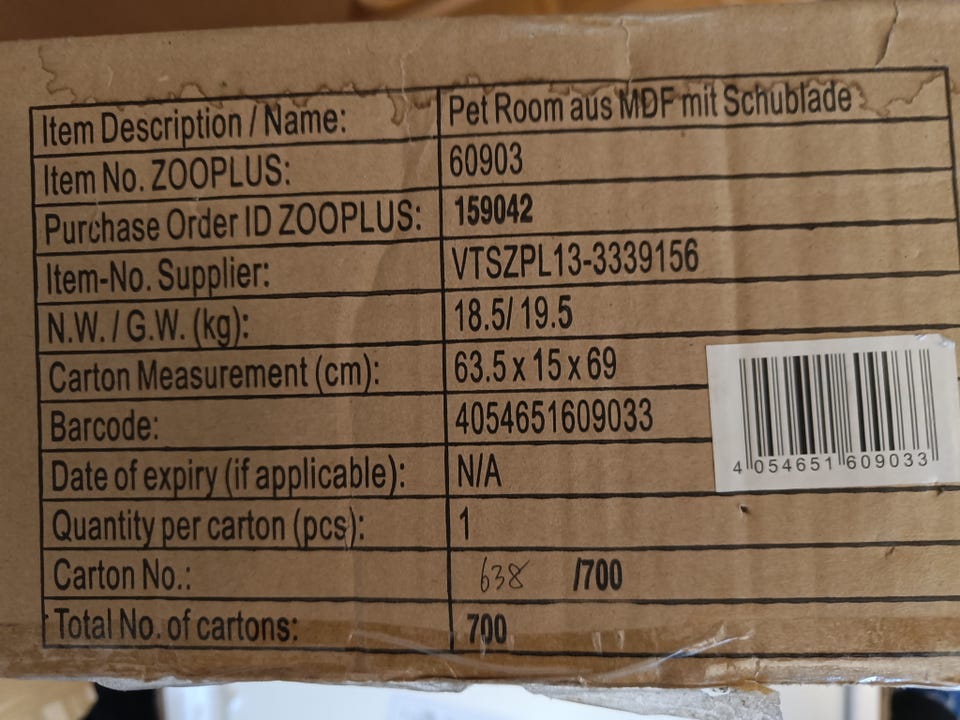 Item Description / Name: Pet Room aus MDF mit Schublade
Item No. ZOOPLUS: 60903
Purchase Order ID ZOOPLUS: 159042
Item-No. Supplier: VTSZPL13-3339156
N.W. / G.W. (kg): 18.5/ 19.5
Carton Measurement (cm): 63.5 x 15 x 69
Barcode: 4054651609033
4 054651 609033
Date of expiry (if applicable): N/A
Quantity per carton (pcs): 1
Carton No.: 638 /700
Total No. of cartons: 700